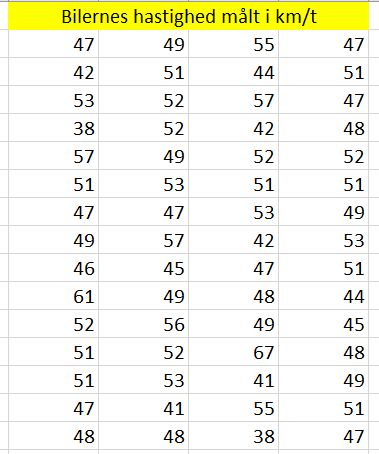 Bilernes hastighed målt i km/t
47 49 55 47
42 51 44 51
53 52 57 47
38 52 42 48
57 49 52 52
51 53 51 51
47 47 53 49
49 57 42 53
46 45 47 51
61 49 48 44
52 56 49 45
51 52 67 48
51 53 41 49
47 41 55 51
48 48 38 47